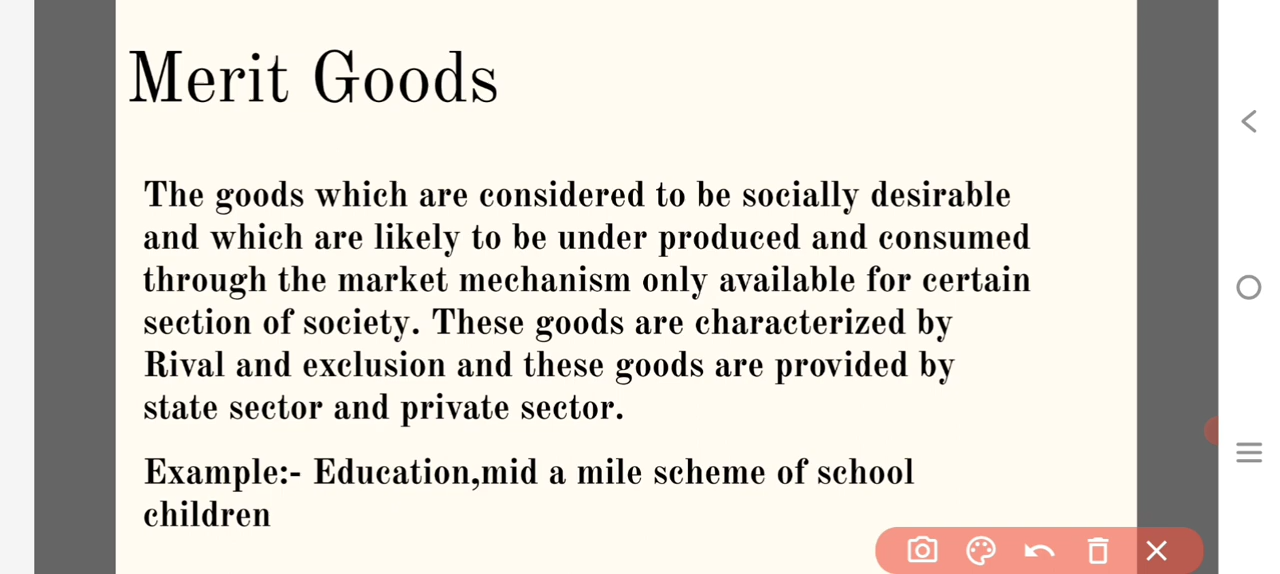 Merit Goods
The goods which are considered to be socially desirable
and which are likely to be under produced and consumed
through the market mechanism only available for certain
section of society. These goods are characterized by
Rival and exclusion and these goods are provided by
state sector and private sector.
Example:- Education,mid a mile scheme of school
children